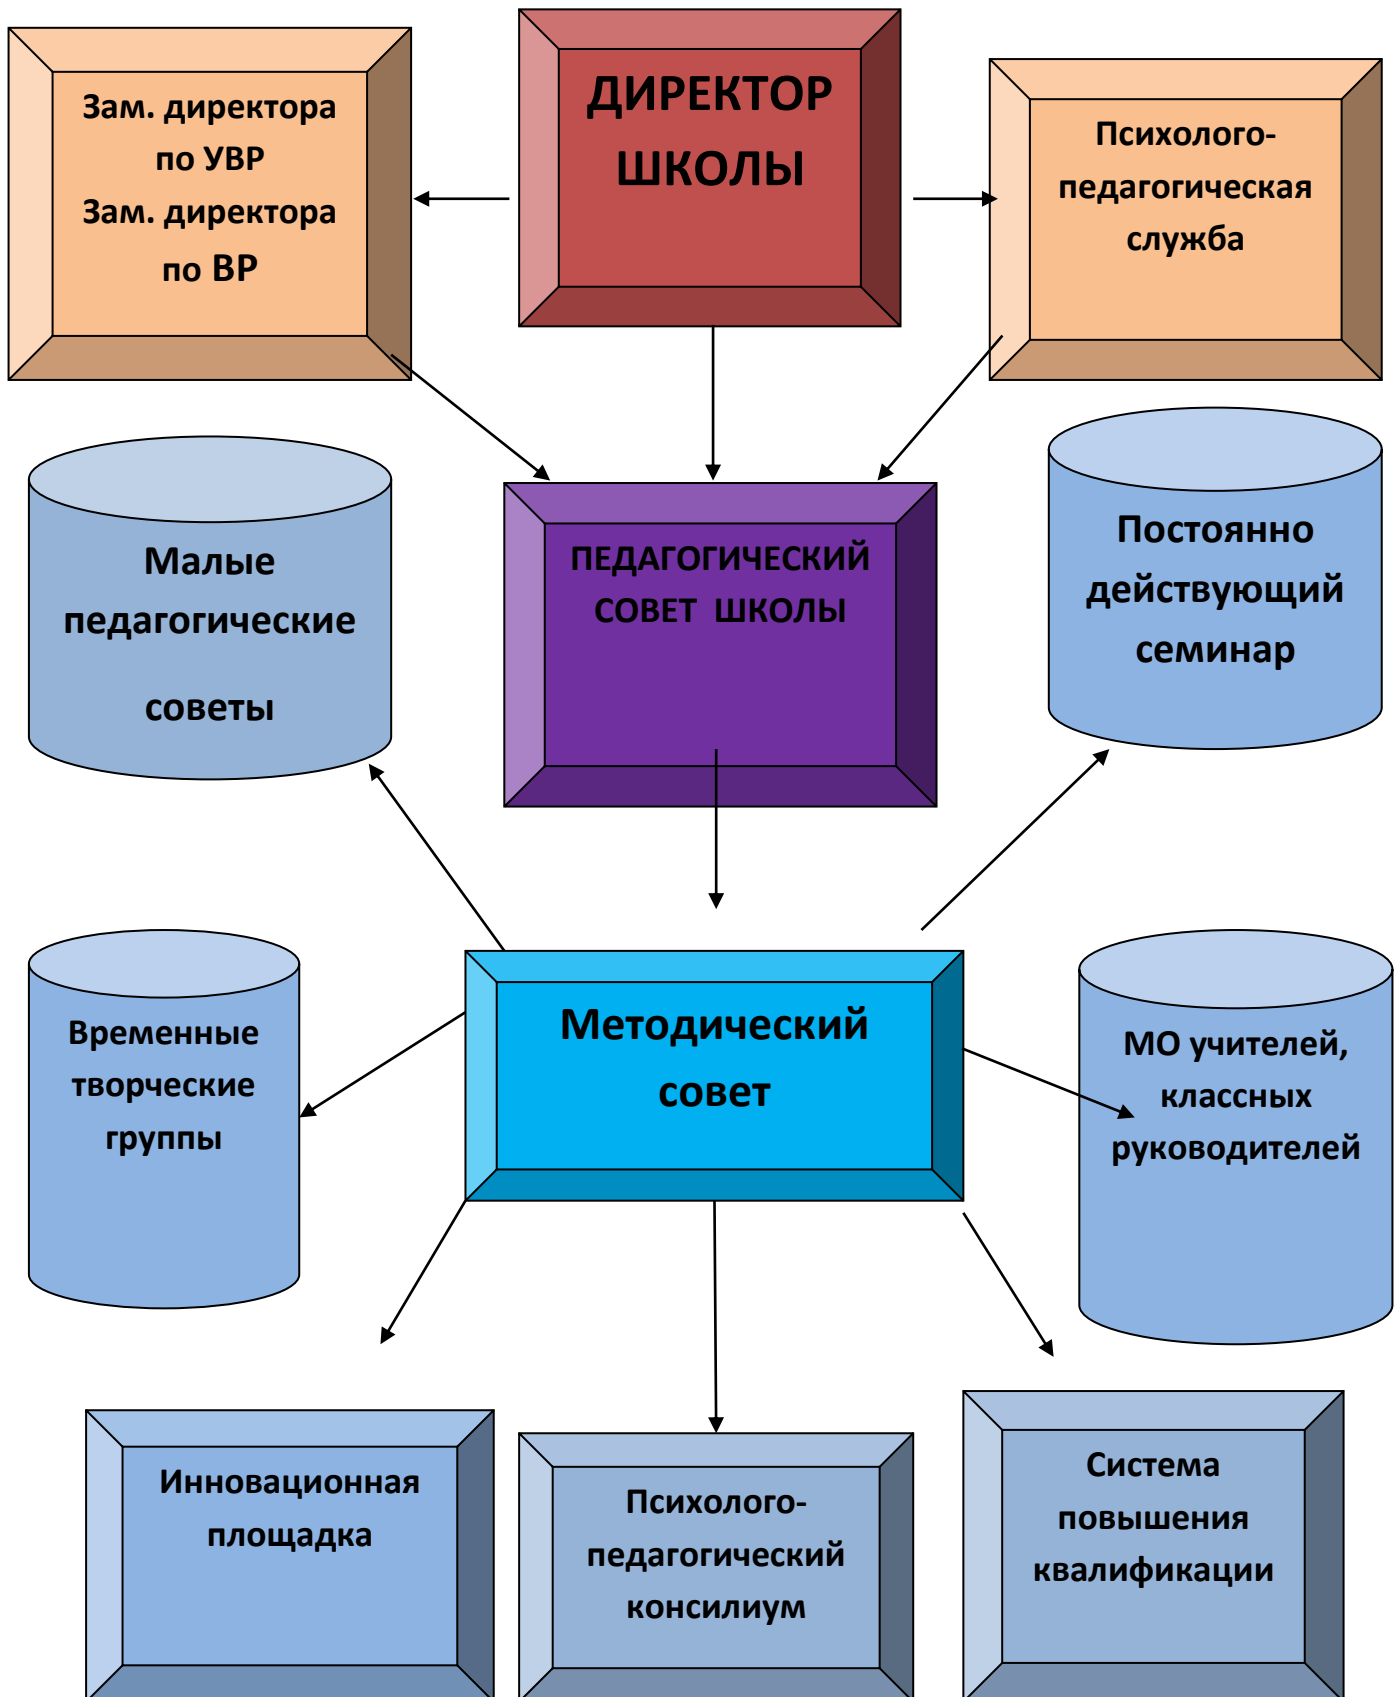 Зам. директора
по УВР
Зам. директора
по ВР
ДИРЕКТОР
ШКОЛЫ
Психолого-
педагогическая
служба
Малые
педагогические
советы
ПЕДАГОГИЧЕСКИЙ
СОВЕТ ШКОЛЫ
Постоянно
действующий
семинар
Временные
творческие
группы
Методический
совет
МО учителей,
классных
руководителей
Инновационная
площадка
Психолого-
педагогический
консилиум
Система
повышения
квалификации